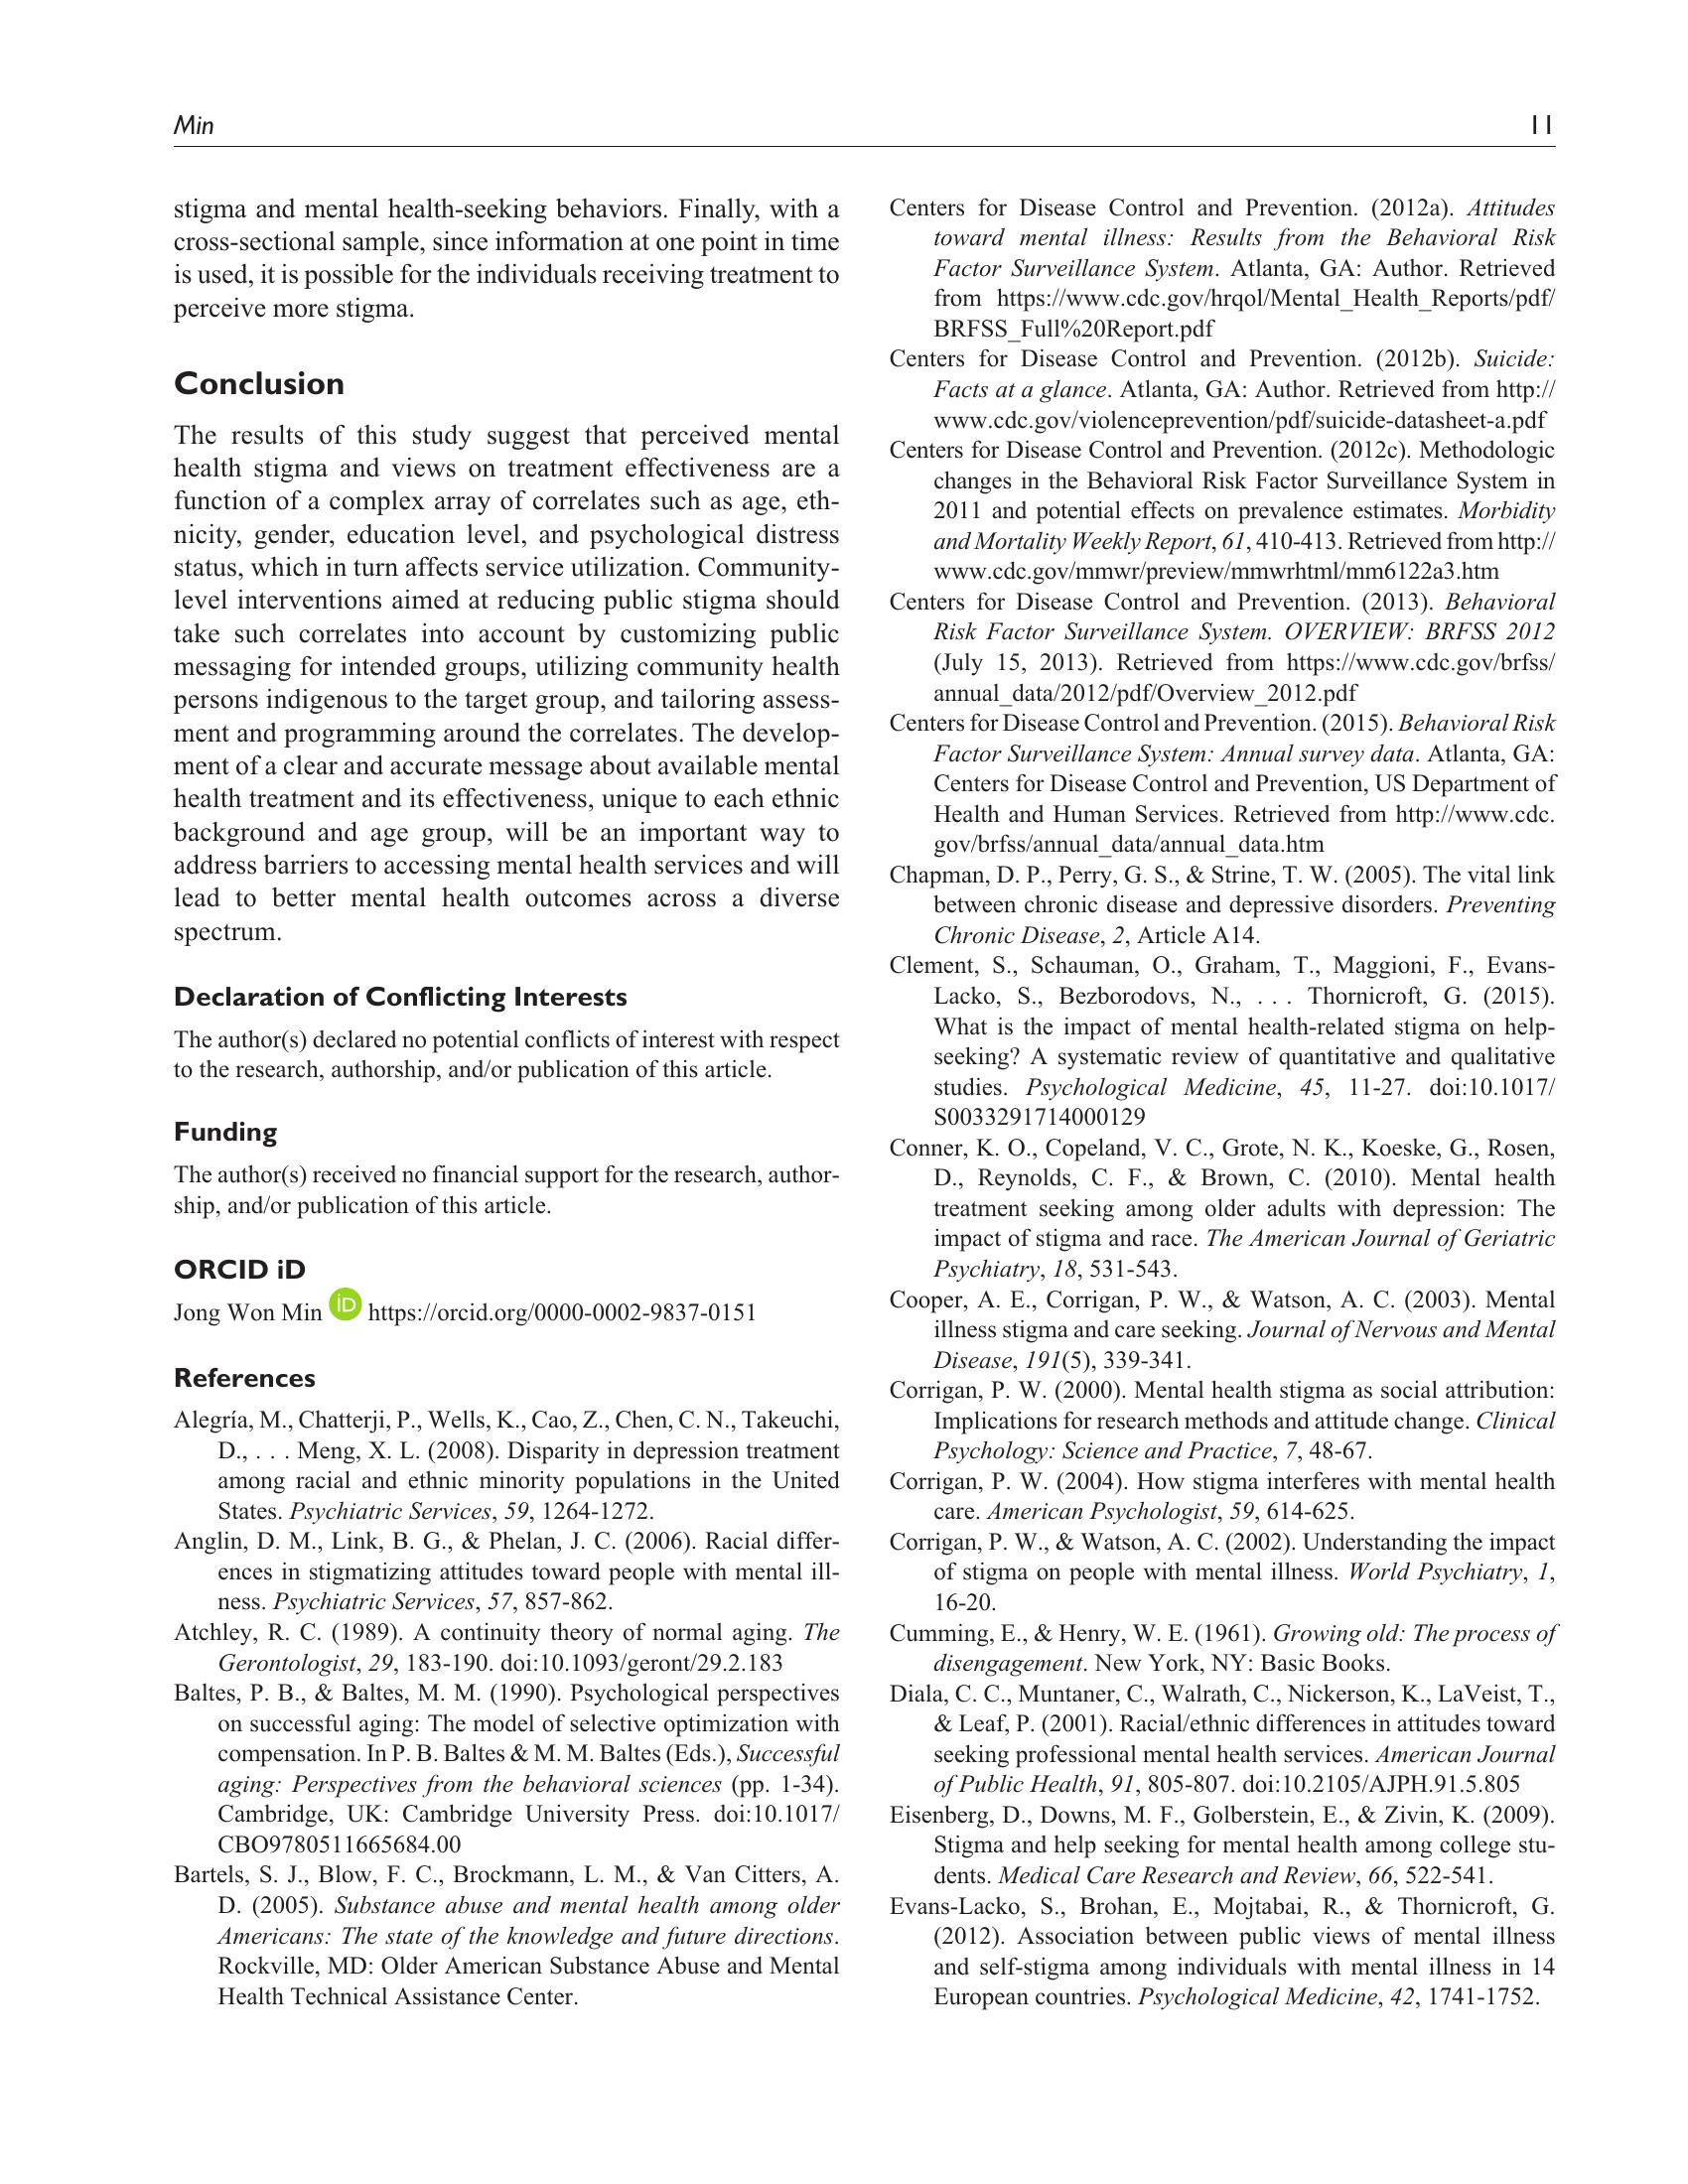 Min
11
stigma and mental health-seeking behaviors. Finally, with a
cross-sectional sample, since information at one point in time
is used, it is possible for the individuals receiving treatment to
perceive more stigma.
Conclusion
The results of this study suggest that perceived mental
health stigma and views on treatment effectiveness are a
function of a complex array of correlates such as age, eth-
nicity, gender, education level, and psychological distress
status, which in turn affects service utilization. Community-
level interventions aimed at reducing public stigma should
take such correlates into account by customizing public
messaging for intended groups, utilizing community health
persons indigenous to the target group, and tailoring assess-
ment and programming around the correlates. The develop-
ment of a clear and accurate message about available mental
health treatment and its effectiveness, unique to each ethnic
background and age group, will be an important way to
address barriers to accessing mental health services and will
lead to better mental health outcomes across a diverse
spectrum.
Declaration of Conflicting Interests
The author(s) declared no potential conflicts of interest with respect
to the research, authorship, and/or publication of this article.
Funding
The author(s) received no financial support for the research, author-
ship, and/or publication of this article.
ORCID iD
Jong Won Min iD https://orcid.org/0000-0002-9837-0151
References
Alegría, M., Chatterji, P., Wells, K., Cao, Z., Chen, C. N., Takeuchi,
D., . . . Meng, X. L. (2008). Disparity in depression treatment
among racial and ethnic minority populations in the United
States. Psychiatric Services, 59, 1264-1272.
Anglin, D. M., Link, B. G., & Phelan, J. C. (2006). Racial differ-
ences in stigmatizing attitudes toward people with mental ill-
ness. Psychiatric Services, 57, 857-862.
Atchley, R. C. (1989). A continuity theory of normal aging. The
Gerontologist, 29, 183-190. doi:10.1093/geront/29.2.183
Baltes, P. B., & Baltes, M. M. (1990). Psychological perspectives
on successful aging: The model of selective optimization with
compensation. In P. B. Baltes & M. M. Baltes (Eds.), Successful
aging: Perspectives from the behavioral sciences (pp. 1-34).
Cambridge, UK: Cambridge University Press. doi:10.1017/
CBO9780511665684.00
Bartels, S. J., Blow, F. C., Brockmann, L. M., & Van Citters, A.
D. (2005). Substance abuse and mental health among older
Americans: The state of the knowledge and future directions.
Rockville, MD: Older American Substance Abuse and Mental
Health Technical Assistance Center.
Centers for Disease Control and Prevention. (2012a). Attitudes
toward mental illness: Results from the Behavioral Risk
Factor Surveillance System. Atlanta, GA: Author. Retrieved
from https://www.cdc.gov/hrqol/Mental_Health_Reports/pdf/
BRFSS_Full%20Report.pdf
Centers for Disease Control and Prevention. (2012b). Suicide:
Facts at a glance. Atlanta, GA: Author. Retrieved from http://
www.cdc.gov/violenceprevention/pdf/suicide-datasheet-a.pdf
Centers for Disease Control and Prevention. (2012c). Methodologic
changes in the Behavioral Risk Factor Surveillance System in
2011 and potential effects on prevalence estimates. Morbidity
and Mortality Weekly Report, 61, 410-413. Retrieved from http://
www.cdc.gov/mmwr/preview/mmwrhtml/mm6122a3.htm
Centers for Disease Control and Prevention. (2013). Behavioral
Risk Factor Surveillance System. OVERVIEW: BRFSS 2012
(July 15, 2013). Retrieved from https://www.cdc.gov/brfss/
annual_data/2012/pdf/Overview_2012.pdf
Centers for Disease Control and Prevention. (2015). Behavioral Risk
Factor Surveillance System: Annual survey data. Atlanta, GA:
Centers for Disease Control and Prevention, US Department of
Health and Human Services. Retrieved from http://www.cdc.
gov/brfss/annual_data/annual_data.htm
Chapman, D. P., Perry, G. S., & Strine, T. W. (2005). The vital link
between chronic disease and depressive disorders. Preventing
Chronic Disease, 2, Article A14.
Clement, S., Schauman, O., Graham, T., Maggioni, F., Evans-
Lacko, S., Bezborodovs, N., . . . Thornicroft, G. (2015).
What is the impact of mental health-related stigma on help-
seeking? A systematic review of quantitative and qualitative
studies. Psychological Medicine, 45, 11-27. doi:10.1017/
S0033291714000129
Conner, K. O., Copeland, V. C., Grote, N. K., Koeske, G., Rosen,
D., Reynolds, C. F., & Brown, C. (2010). Mental health
treatment seeking among older adults with depression: The
impact of stigma and race. The American Journal of Geriatric
Psychiatry, 18, 531-543.
Cooper, A. E., Corrigan, P. W., & Watson, A. C. (2003). Mental
illness stigma and care seeking. Journal of Nervous and Mental
Disease, 191(5), 339-341.
Corrigan, P. W. (2000). Mental health stigma as social attribution:
Implications for research methods and attitude change. Clinical
Psychology: Science and Practice, 7, 48-67.
Corrigan, P. W. (2004). How stigma interferes with mental health
care. American Psychologist, 59, 614-625.
Corrigan, P. W., & Watson, A. C. (2002). Understanding the impact
of stigma on people with mental illness. World Psychiatry, 1,
16-20.
Cumming, E., & Henry, W. E. (1961). Growing old: The process of
disengagement. New York, NY: Basic Books.
Diala, C. C., Muntaner, C., Walrath, C., Nickerson, K., LaVeist, T.,
& Leaf, P. (2001). Racial/ethnic differences in attitudes toward
seeking professional mental health services. American Journal
of Public Health, 91, 805-807. doi:10.2105/AJPH.91.5.805
Eisenberg, D., Downs, M. F., Golberstein, E., & Zivin, K. (2009).
Stigma and help seeking for mental health among college stu-
dents. Medical Care Research and Review, 66, 522-541.
Evans-Lacko, S., Brohan, E., Mojtabai, R., & Thornicroft, G.
(2012). Association between public views of mental illness
and self-stigma among individuals with mental illness in 14
European countries. Psychological Medicine, 42, 1741-1752.